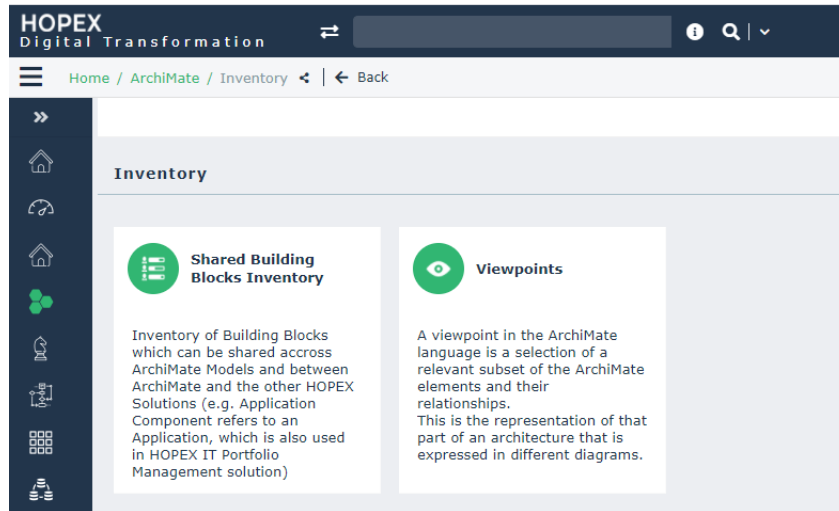 HOPEX
Digital Transformation
Home / ArchiMate / Inventory
Back
Inventory
Shared Building
Blocks Inventory
Inventory of Building Blocks
which can be shared accross
ArchiMate Models and between
ArchiMate and the other HOPEX
Solutions (e.g. Application
Component refers to an
Application, which is also used
in HOPEX IT Portfolio
Management solution)
Viewpoints
A viewpoint in the ArchiMate
language is a selection of a
relevant subset of the ArchiMate
elements and their
relationships.
This is the representation of that
part of an architecture that is
expressed in different diagrams.